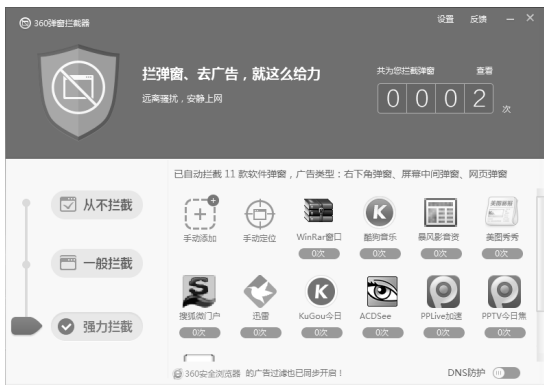 360弹窗拦截器
设置 反馈
拦弹窗、去广告，就这么给力
远离骚扰，安静上网
共为您拦截弹窗 查看
0 0 0 2 次
已自动拦截 11 款软件弹窗，广告类型：右下角弹窗、屏幕中间弹窗、网页弹窗
从不拦截
一般拦截
强力拦截
手动添加 手动定位 WinRar窗口 酷狗音乐 暴风影音资 美图秀秀
0次 0次 0次 0次
搜狐微门户 迅雷 KuGou今日 ACDSee PPLive加速 PPTV今日焦
0次 0次 0次 0次 0次 0次
360安全浏览器 的广告过滤也已同步开启！
DNS防护